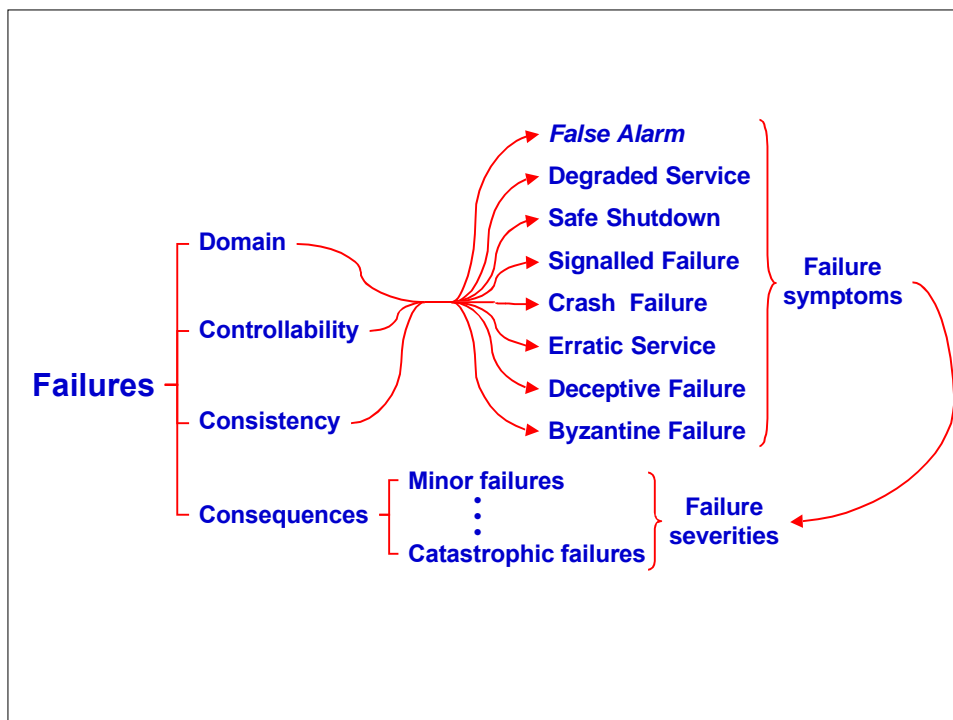 Failures
Domain
Controllability
Consistency
Consequences
False Alarm
Degraded Service
Safe Shutdown
Signalled Failure
Crash Failure
Erratic Service
Deceptive Failure
Byzantine Failure
Failure
symptoms
Minor failures
Catastrophic failures
Failure
severities